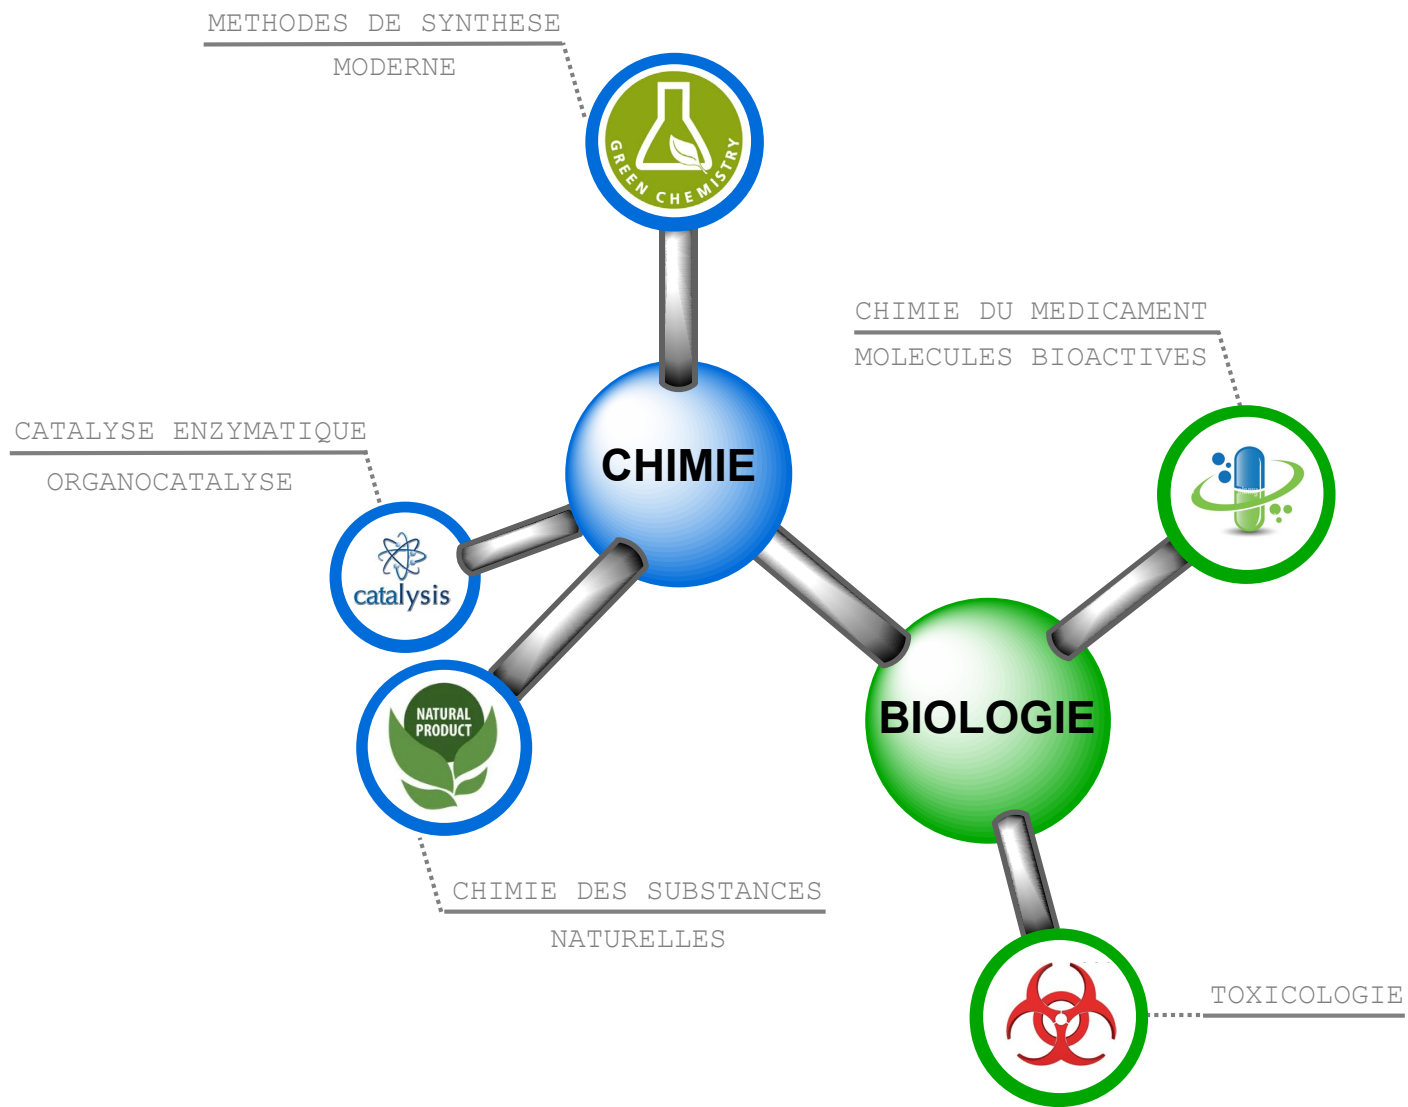 METHODES DE SYNTHESE
MODERNE
GREEN CHEMISTRY
CHIMIE DU MEDICAMENT
MOLECULES BIOACTIVES
CHIMIE
CATALYSE ENZYMATIQUE
ORGANOCATALYSE
catalysis
NATURAL
PRODUCT
BIOLOGIE
CHIMIE DES SUBSTANCES
NATURELLES
TOXICOLOGIE